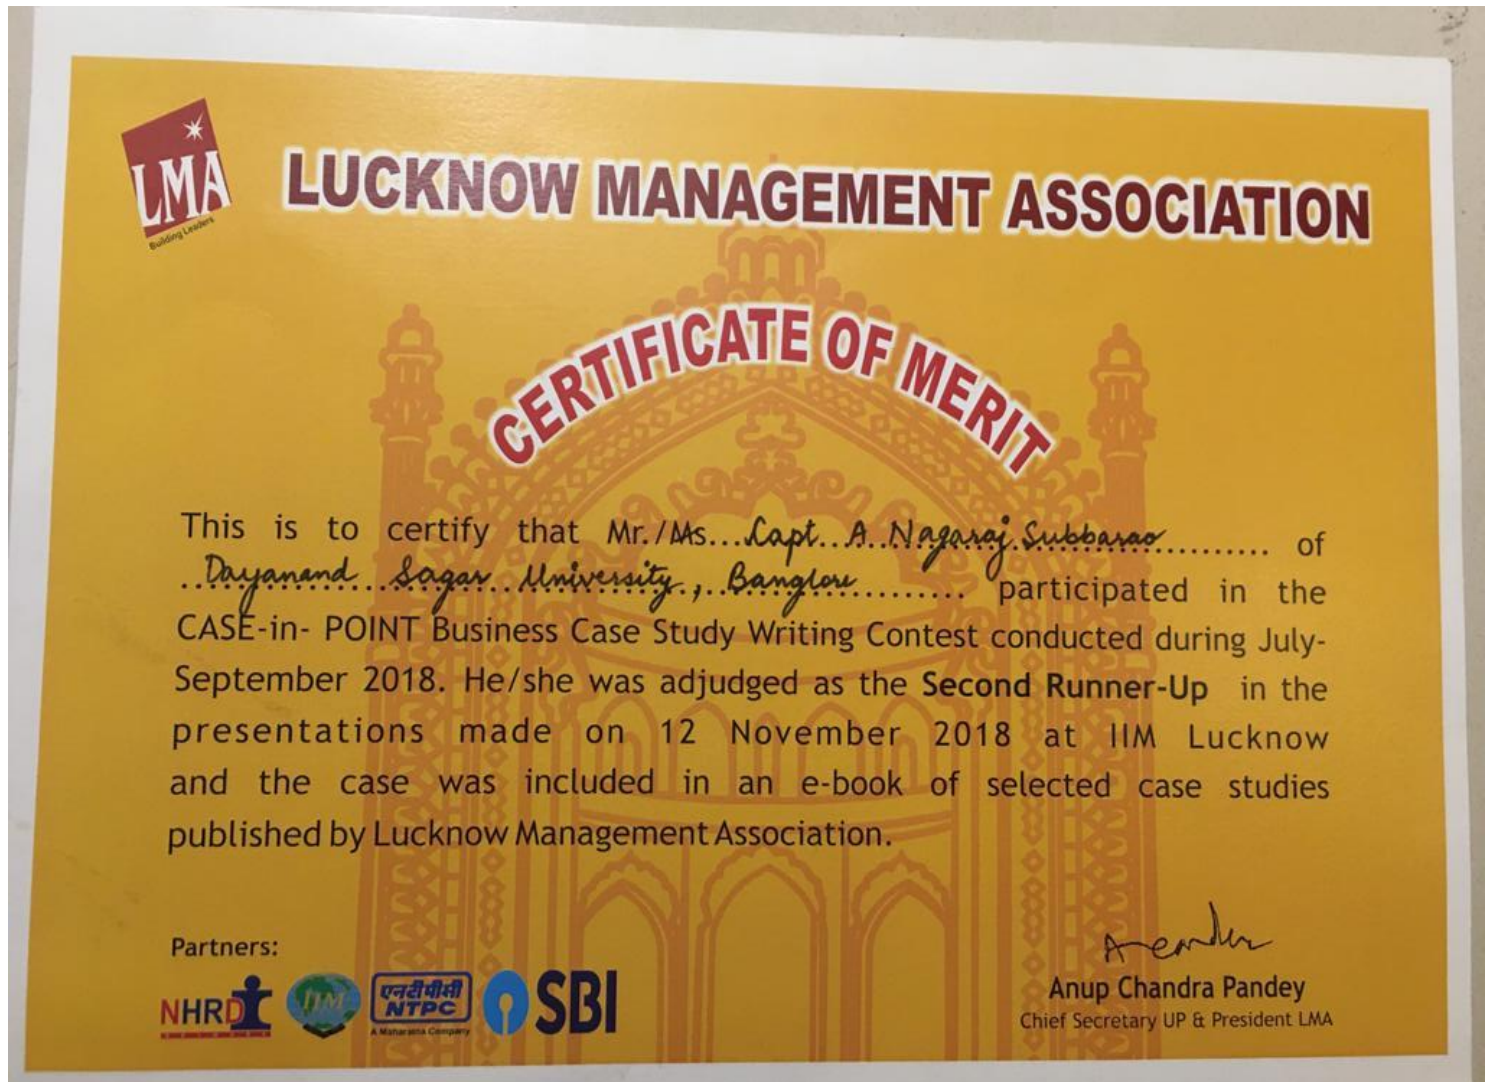 LMA
Building Leaders
LUCKNOW MANAGEMENT ASSOCIATION
CERTIFICATE OF MERIT
This is to certify that Mr./Ms...Capt..A..Nagaraj.Subbarao........... of
..Dayanand...Sagar..University.,..Banglore........... participated in the
CASE-in- POINT Business Case Study Writing Contest conducted during July-
September 2018. He/she was adjudged as the Second Runner-Up in the
presentations made on 12 November 2018 at IIM Lucknow
and the case was included in an e-book of selected case studies
published by Lucknow Management Association.
Partners:
NHRD
IIM
एनटीपीसी
NTPC
A Maharatna Company
SBI
Anup Chandra Pandey
Chief Secretary UP & President LMA